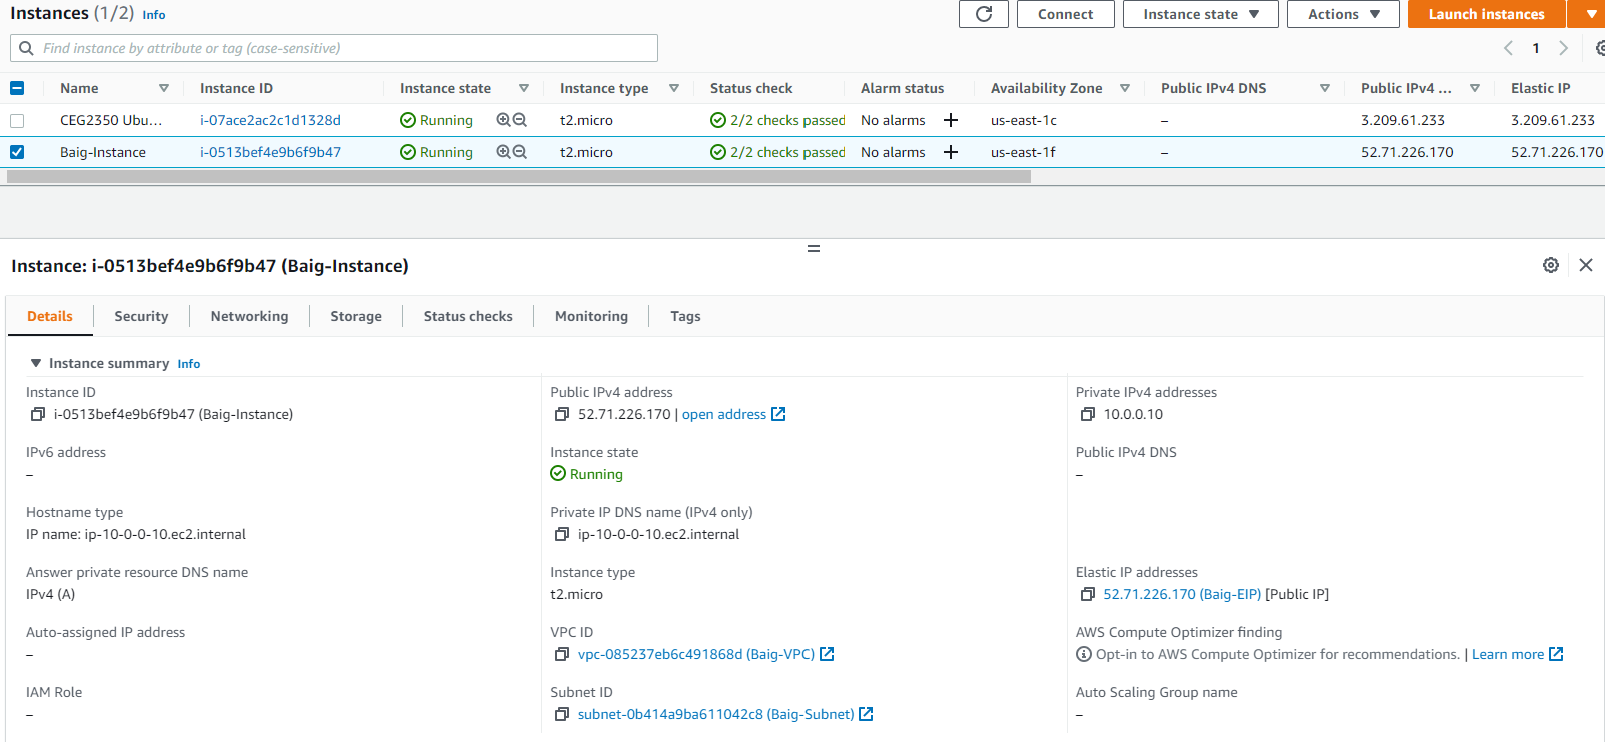 Instances (1/2) Info
Connect
Instance state
Actions
Launch instances
Find instance by attribute or tag (case-sensitive)
1
Name Instance ID Instance state Instance type Status check Alarm status Availability Zone Public IPv4 DNS Public IPv4 ... Elastic IP
CEG2350 Ubu... i-07ace2ac2c1d1328d Running t2.micro 2/2 checks passed No alarms + us-east-1c – 3.209.61.233 3.209.61.233
Baig-Instance i-0513bef4e9b6f9b47 Running t2.micro 2/2 checks passed No alarms + us-east-1f – 52.71.226.170 52.71.226.170
Instance: i-0513bef4e9b6f9b47 (Baig-Instance)
Details Security Networking Storage Status checks Monitoring Tags
Instance summary Info
Instance ID
i-0513bef4e9b6f9b47 (Baig-Instance)
Public IPv4 address
52.71.226.170 | open address
Private IPv4 addresses
10.0.0.10
IPv6 address
–
Instance state
Running
Public IPv4 DNS
–
Hostname type
IP name: ip-10-0-0-10.ec2.internal
Private IP DNS name (IPv4 only)
ip-10-0-0-10.ec2.internal
Answer private resource DNS name
IPv4 (A)
Instance type
t2.micro
Elastic IP addresses
52.71.226.170 (Baig-EIP) [Public IP]
Auto-assigned IP address
–
VPC ID
vpc-085237eb6c491868d (Baig-VPC)
AWS Compute Optimizer finding
Opt-in to AWS Compute Optimizer for recommendations. | Learn more
IAM Role
–
Subnet ID
subnet-0b414a9ba611042c8 (Baig-Subnet)
Auto Scaling Group name
–